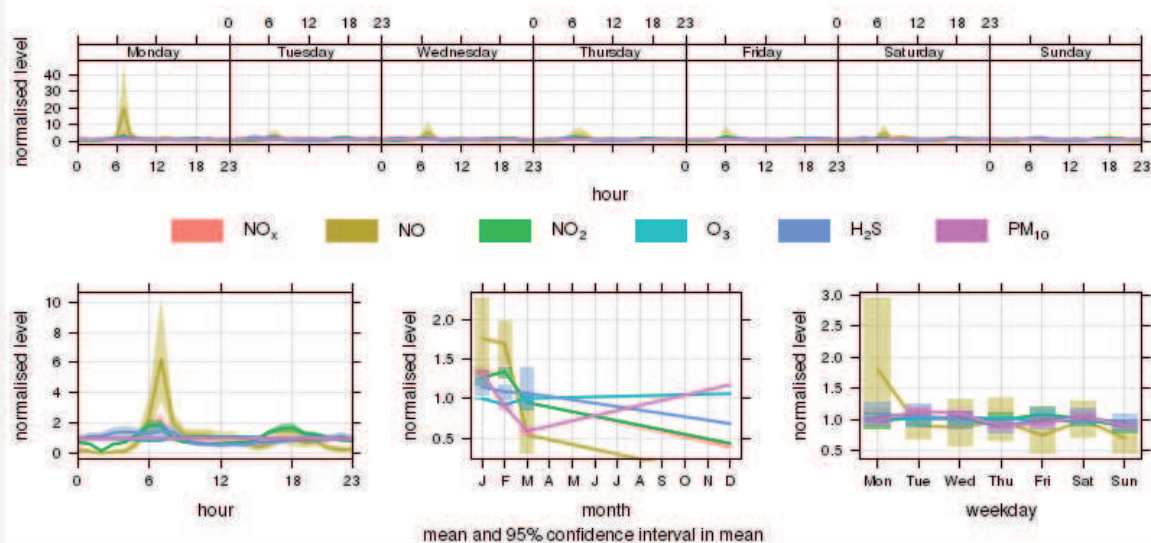 0 6 12 18 23 0 6 12 18 23 0 6 12 18 23
Monday Tuesday Wednesday Thursday Friday Saturday Sunday
normalised level
40
30
20
10
0
0 6 12 18 23 0 6 12 18 23 0 6 12 18 23 0 6 12 18 23
hour
NOx NO NO2 O3 H2S PM10
normalised level
10
8
6
4
2
0
0 6 12 18 23
hour
normalised level
2.0
1.5
1.0
0.5
J F M A M J J A S O N D
month
normalised level
3.0
2.5
2.0
1.5
1.0
0.5
Mon Tue Wed Thu Fri Sat Sun
weekday
mean and 95% confidence interval in mean